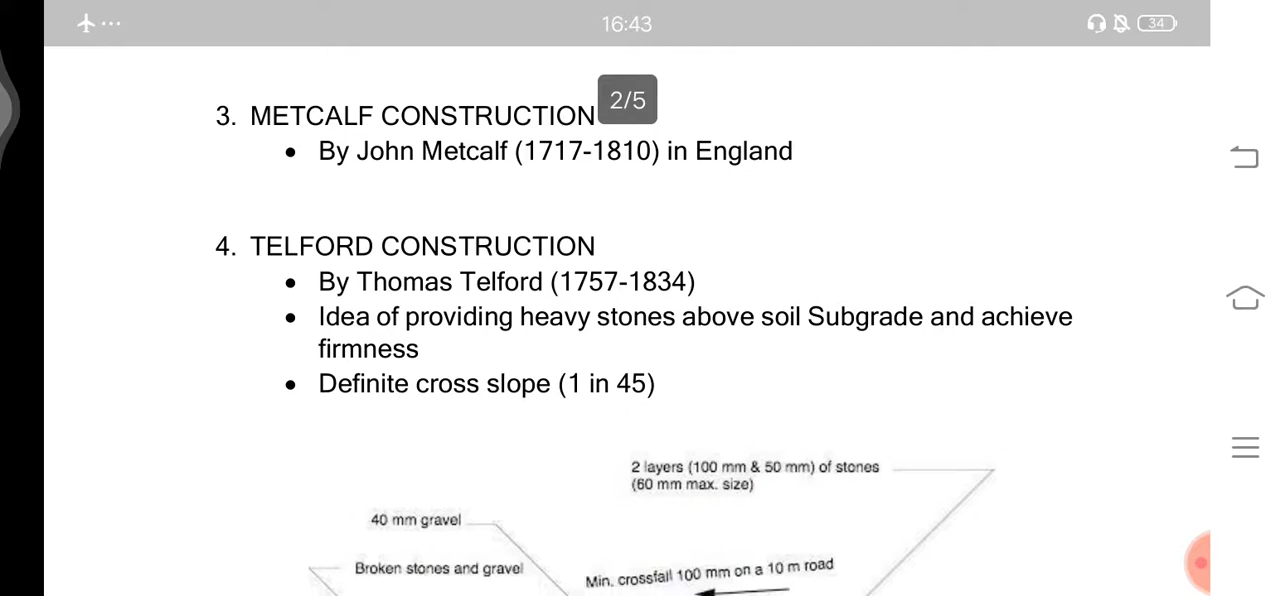 16:43
34
2/5
3. METCALF CONSTRUCTION
• By John Metcalf (1717-1810) in England
4. TELFORD CONSTRUCTION
• By Thomas Telford (1757-1834)
• Idea of providing heavy stones above soil Subgrade and achieve
firmness
• Definite cross slope (1 in 45)
2 layers (100 mm & 50 mm) of stones
(60 mm max. size)
40 mm gravel
Broken stones and gravel
Min. crossfall 100 mm on a 10 m road